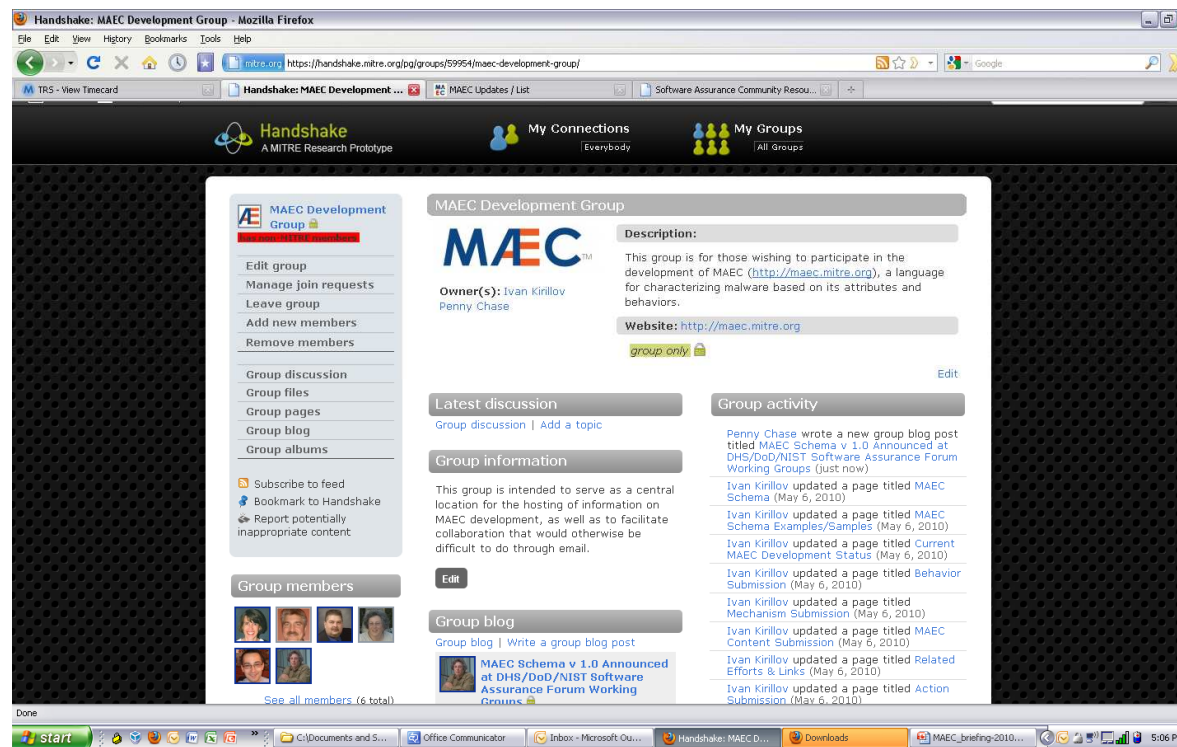 Handshake: MAEC Development Group - Mozilla Firefox
File Edit View History Bookmarks Tools Help
mitre.org https://handshake.mitre.org/pg/groups/59954/maec-development-group/
Google
TRS - View Timecard
Handshake: MAEC Development ...
MAEC Updates / List
Software Assurance Community Resou...
Handshake
A MITRE Research Prototype
My Connections
Everybody
My Groups
All Groups
MAEC Development
Group
has non-MITRE members
Edit group
Manage join requests
Leave group
Add new members
Remove members
Group discussion
Group files
Group pages
Group blog
Group albums
Subscribe to feed
Bookmark to Handshake
Report potentially
inappropriate content
Group members
See all members (6 total)
MAEC Development Group
MAEC TM
Owner(s): Ivan Kirillov
Penny Chase
Description:
This group is for those wishing to participate in the
development of MAEC (http://maec.mitre.org), a language
for characterizing malware based on its attributes and
behaviors.
Website: http://maec.mitre.org
group only
Edit
Latest discussion
Group discussion | Add a topic
Group information
This group is intended to serve as a central
location for the hosting of information on
MAEC development, as well as to facilitate
collaboration that would otherwise be
difficult to do through email.
Edit
Group blog
Group blog | Write a group blog post
MAEC Schema v 1.0 Announced
at DHS/DoD/NIST Software
Assurance Forum Working
Groups
Group activity
Penny Chase wrote a new group blog post
titled MAEC Schema v 1.0 Announced at
DHS/DoD/NIST Software Assurance Forum
Working Groups (just now)
Ivan Kirillov updated a page titled MAEC
Schema (May 6, 2010)
Ivan Kirillov updated a page titled MAEC
Schema Examples/Samples (May 6, 2010)
Ivan Kirillov updated a page titled Current
MAEC Development Status (May 6, 2010)
Ivan Kirillov updated a page titled Behavior
Submission (May 6, 2010)
Ivan Kirillov updated a page titled
Mechanism Submission (May 6, 2010)
Ivan Kirillov updated a page titled MAEC
Content Submission (May 6, 2010)
Ivan Kirillov updated a page titled Related
Efforts & Links (May 6, 2010)
Ivan Kirillov updated a page titled Action
Submission (May 6, 2010)
Done
start
C:\Documents and S...
Office Communicator
Inbox - Microsoft Ou...
Handshake: MAEC D...
Downloads
MAEC_briefing-2010...
5:06 P